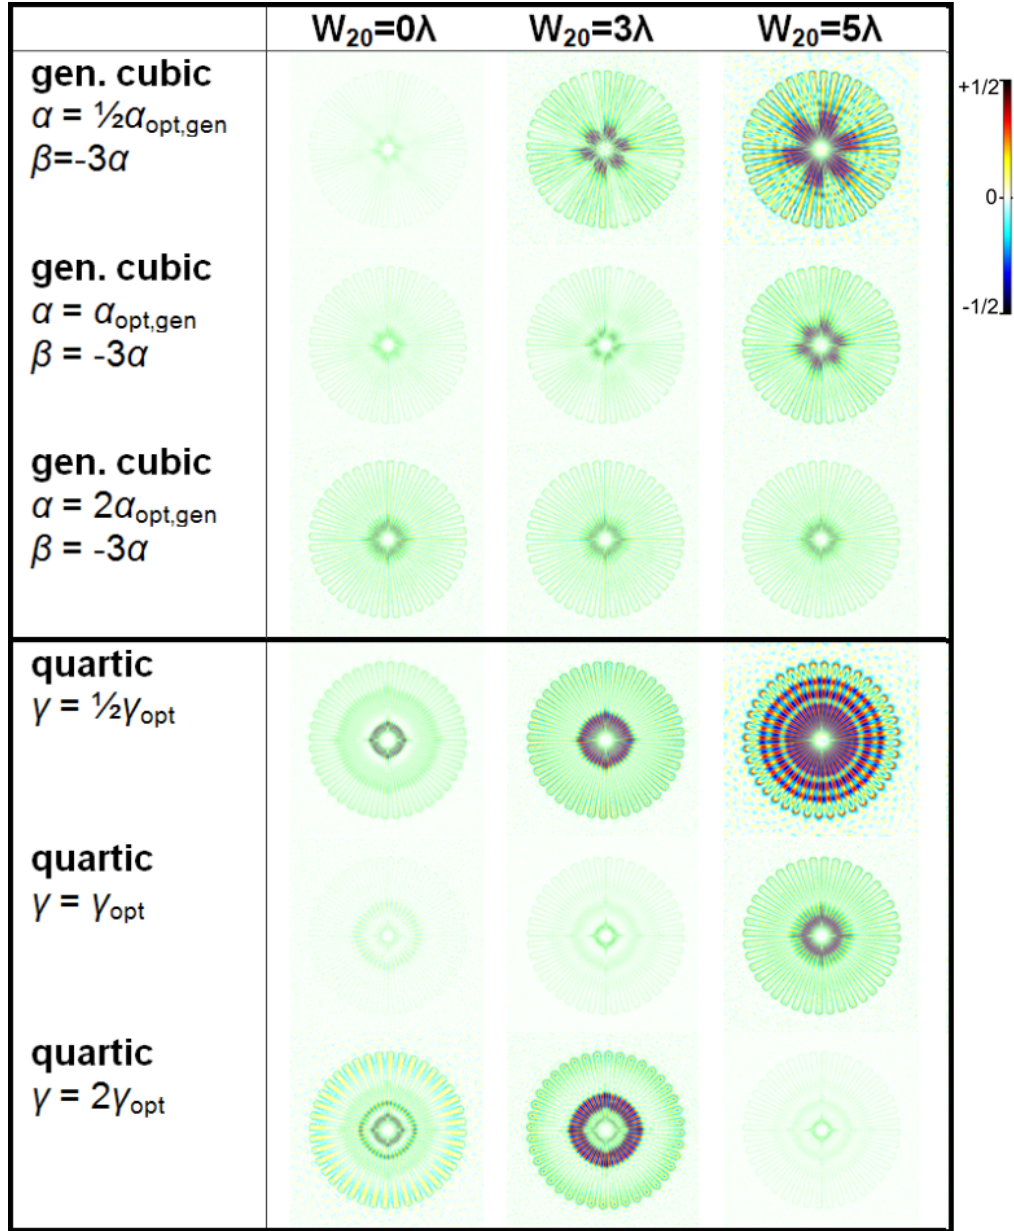 W20=0λ W20=3λ W20=5λ
gen. cubic
α = ½αopt,gen
β=-3α
+1/2
0
-1/2
gen. cubic
α = αopt,gen
β = -3α
gen. cubic
α = 2αopt,gen
β = -3α
quartic
γ = ½γopt
quartic
γ = γopt
quartic
γ = 2γopt